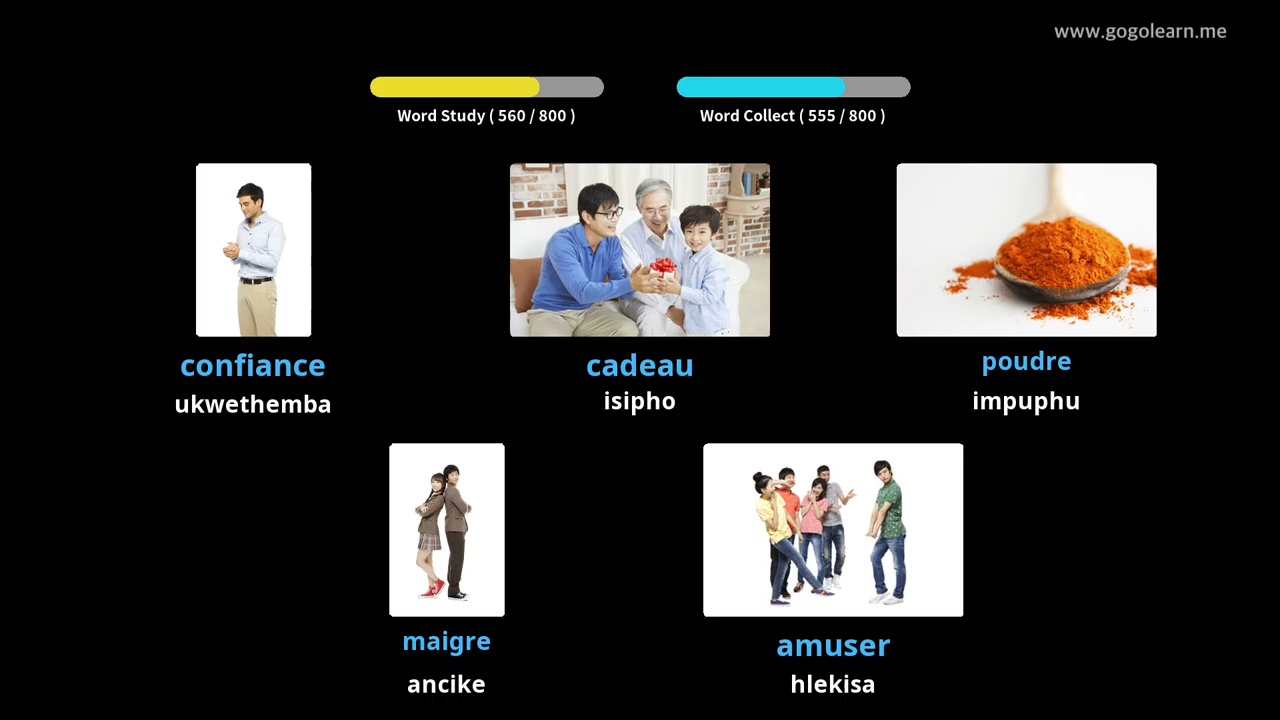 www.gogolearn.me
Word Study ( 560 / 800 )
Word Collect ( 555 / 800 )
confiance
ukwethemba
cadeau
isipho
poudre
impuphu
maigre
ancike
amuser
hlekisa